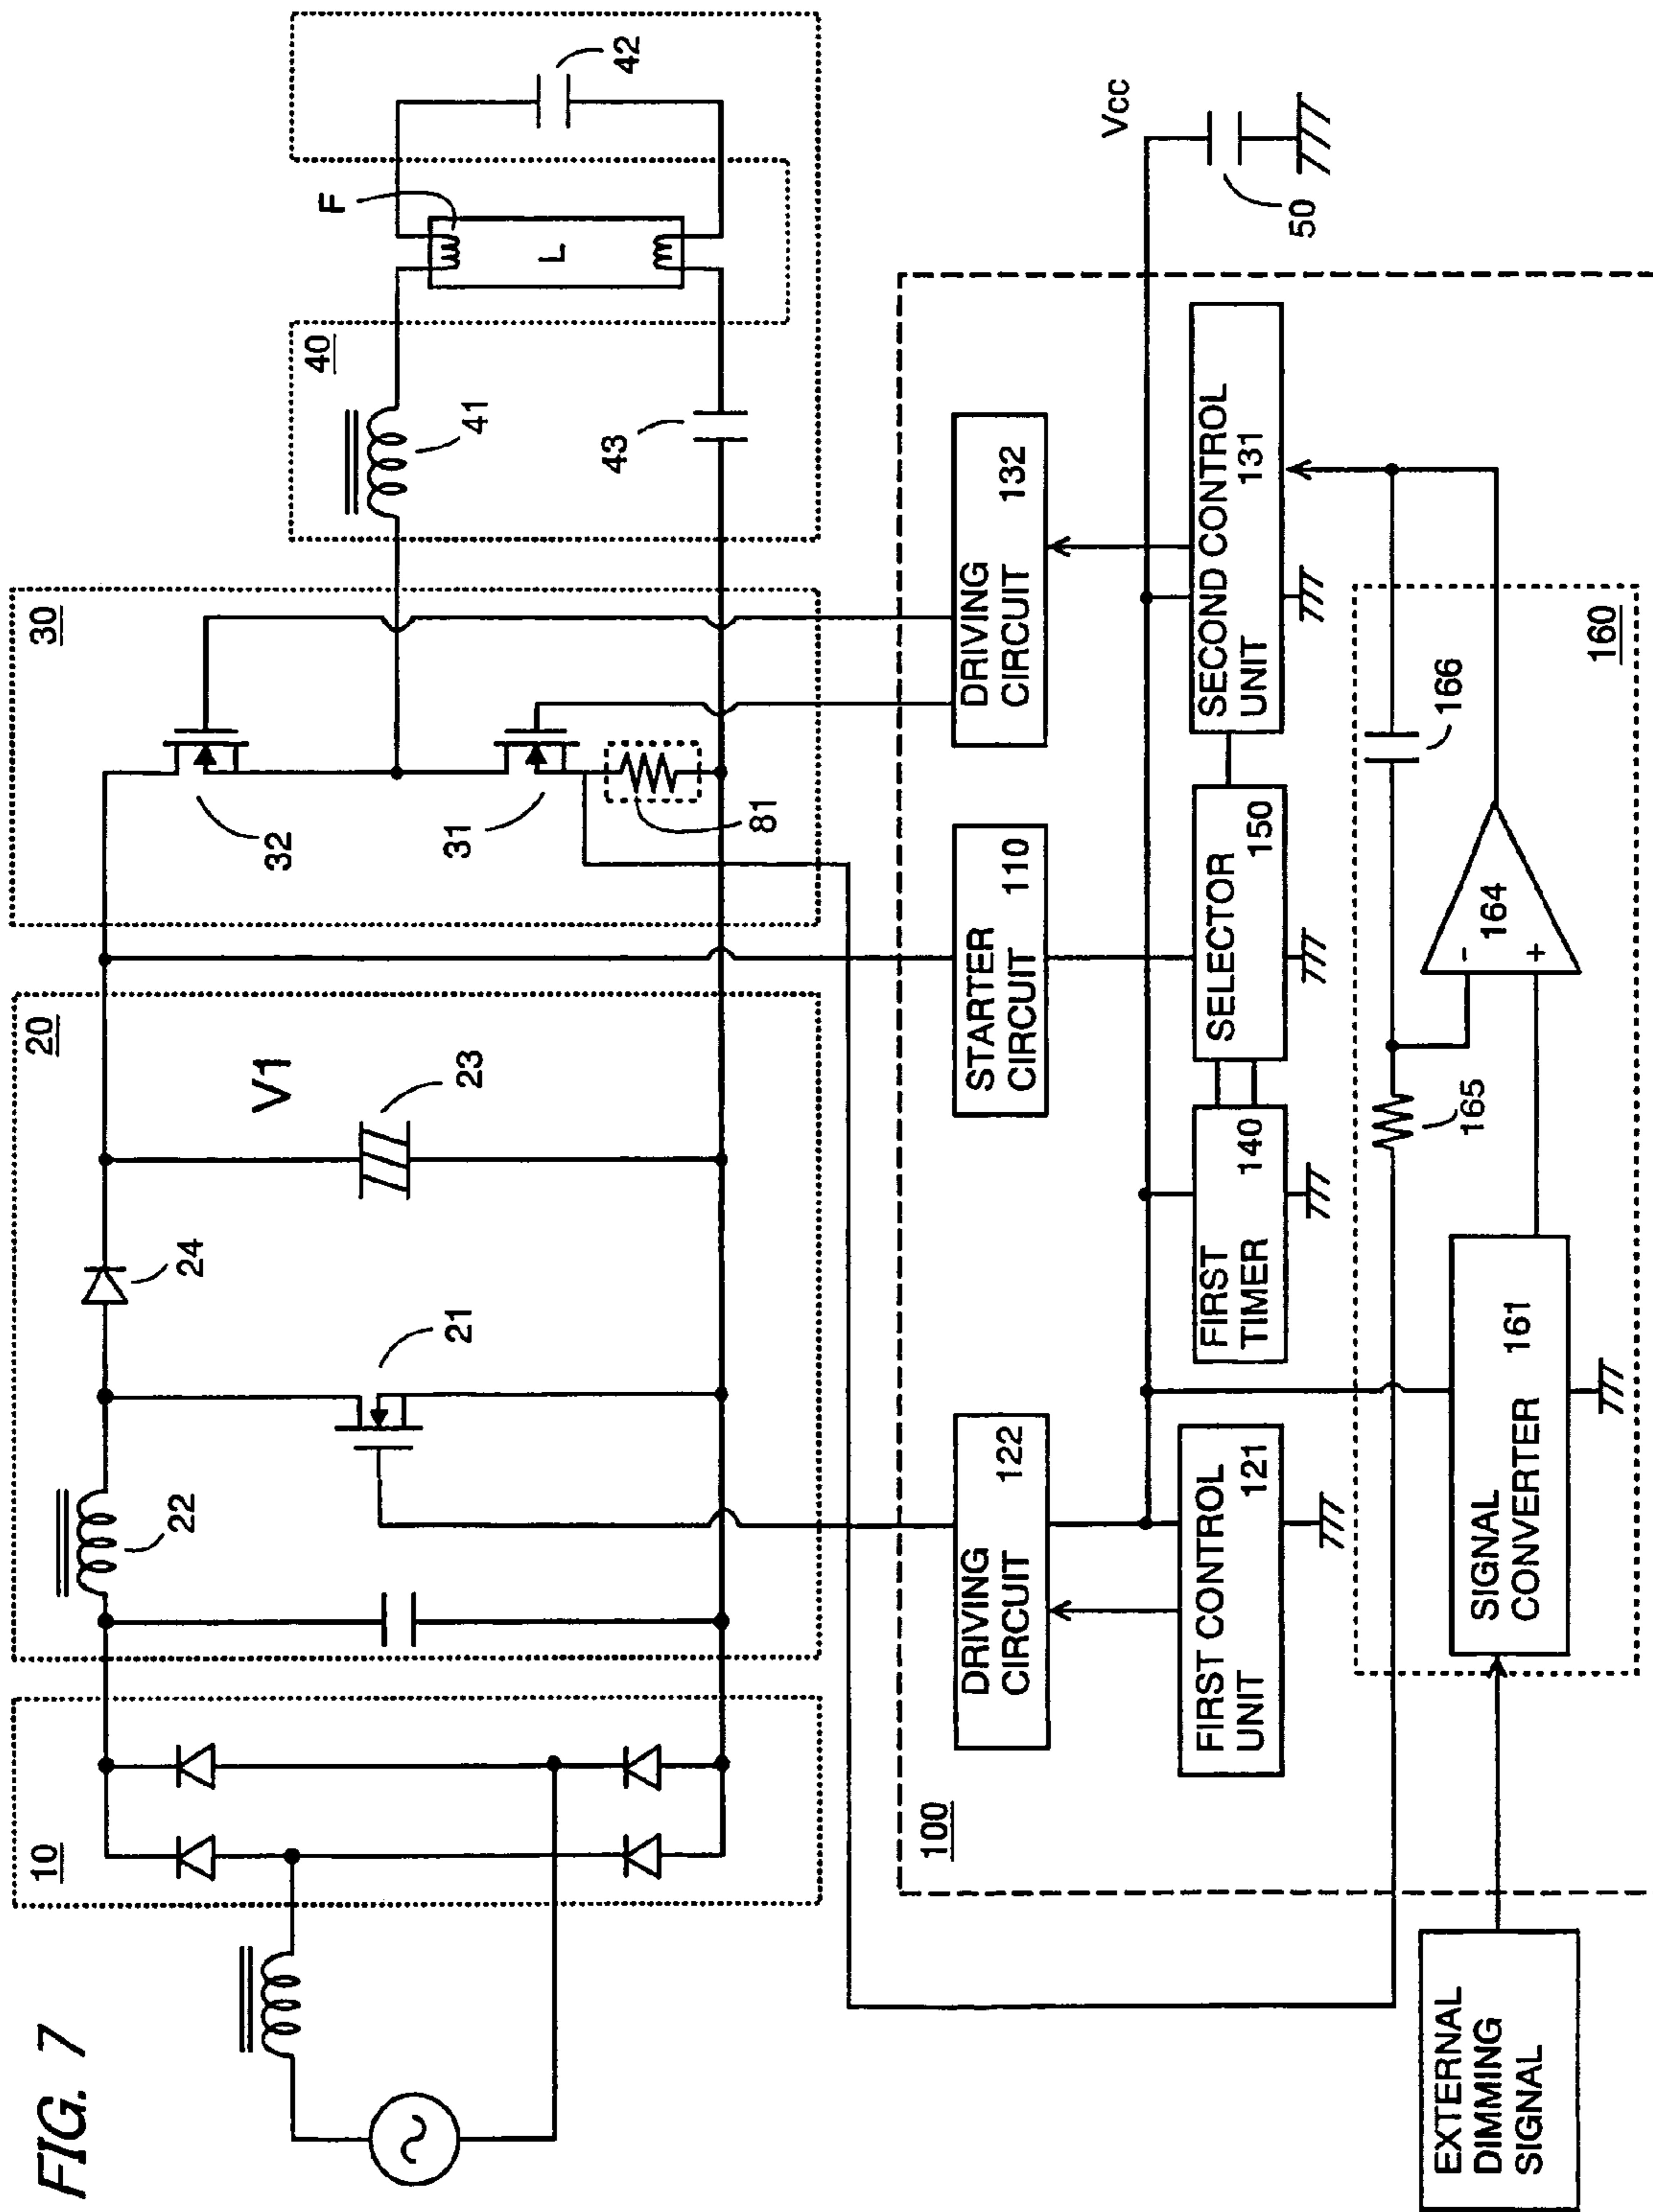 FIG. 7
10
20
30
40
22
24
21
V1
23
32
31
81
41
43
F
L
42
100
DRIVING
CIRCUIT 122
STARTER
CIRCUIT 110
DRIVING
CIRCUIT 132
FIRST CONTROL
UNIT 121
FIRST
TIMER 140
SELECTOR
150
SECOND CONTROL
UNIT 131
Vcc
50
EXTERNAL
DIMMING
SIGNAL
SIGNAL
CONVERTER 161
165
-
+
164
166
160